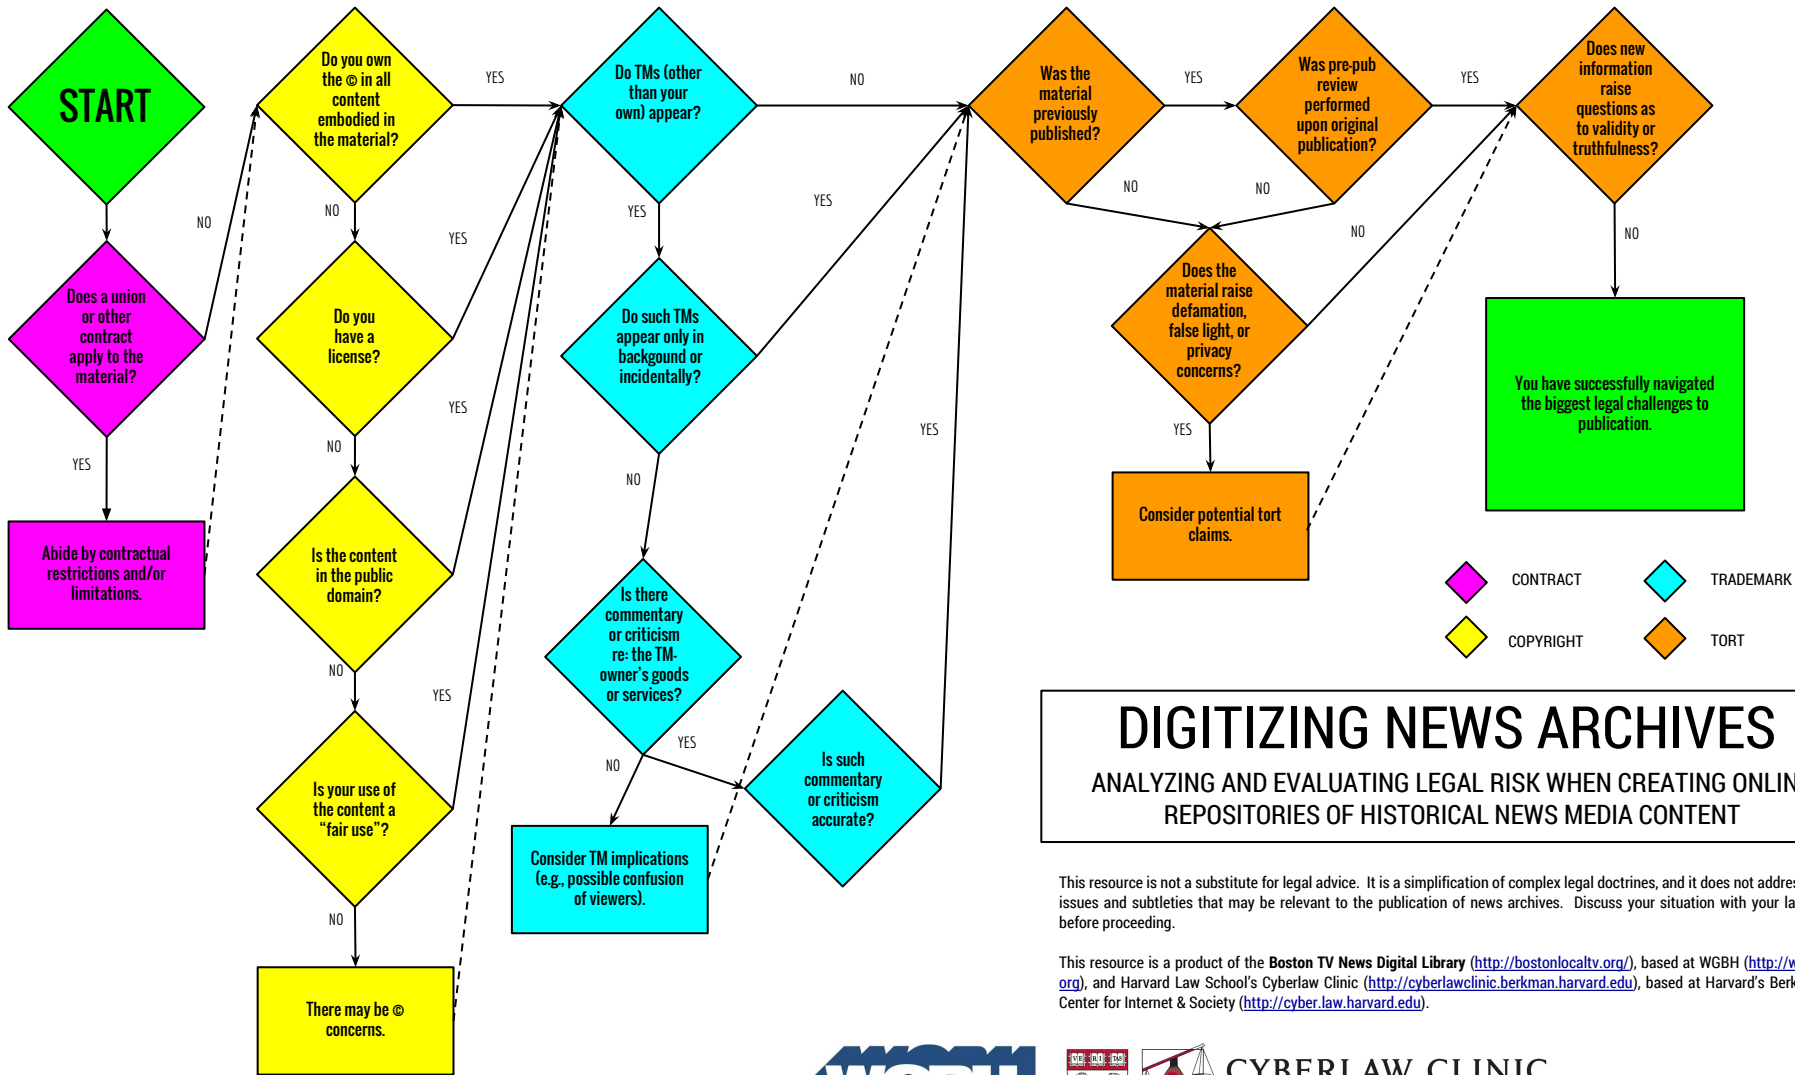 START
Does a union
or other
contract
apply to the
material?
NO
YES
Abide by contractual
restrictions and/or
limitations.
Do you own
the © in all
content
embodied in
the material?
YES
NO
Do you
have a
license?
YES
NO
Is the content
in the public
domain?
YES
NO
Is your use of
the content a
“fair use”?
YES
NO
There may be ©
concerns.
Do TMs (other
than your
own) appear?
NO
YES
Do such TMs
appear only in
backgound or
incidentally?
YES
NO
Is there
commentary
or criticism
re: the TM-
owner's goods
or services?
YES
NO
Consider TM implications
(e.g., possible confusion
of viewers).
Is such
commentary
or criticism
accurate?
YES
Was the
material
previously
published?
YES
NO
Was pre-pub
review
performed
upon original
publication?
YES
NO
Does the
material raise
defamation,
false light, or
privacy
concerns?
NO
YES
Consider potential tort
claims.
Does new
information
raise
questions as
to validity or
truthfulness?
NO
You have successfully navigated
the biggest legal challenges to
publication.
CONTRACT
TRADEMARK
COPYRIGHT
TORT
DIGITIZING NEWS ARCHIVES
ANALYZING AND EVALUATING LEGAL RISK WHEN CREATING ONLIN
REPOSITORIES OF HISTORICAL NEWS MEDIA CONTENT
This resource is not a substitute for legal advice. It is a simplification of complex legal doctrines, and it does not addres
issues and subtleties that may be relevant to the publication of news archives. Discuss your situation with your la
before proceeding.
This resource is a product of the Boston TV News Digital Library (http://bostonlocaltv.org/), based at WGBH (http://w
org), and Harvard Law School's Cyberlaw Clinic (http://cyberlawclinic.berkman.harvard.edu), based at Harvard's Berk
Center for Internet & Society (http://cyber.law.harvard.edu).
WGBH
VE RI TAS
CYBERLAW CLINIC